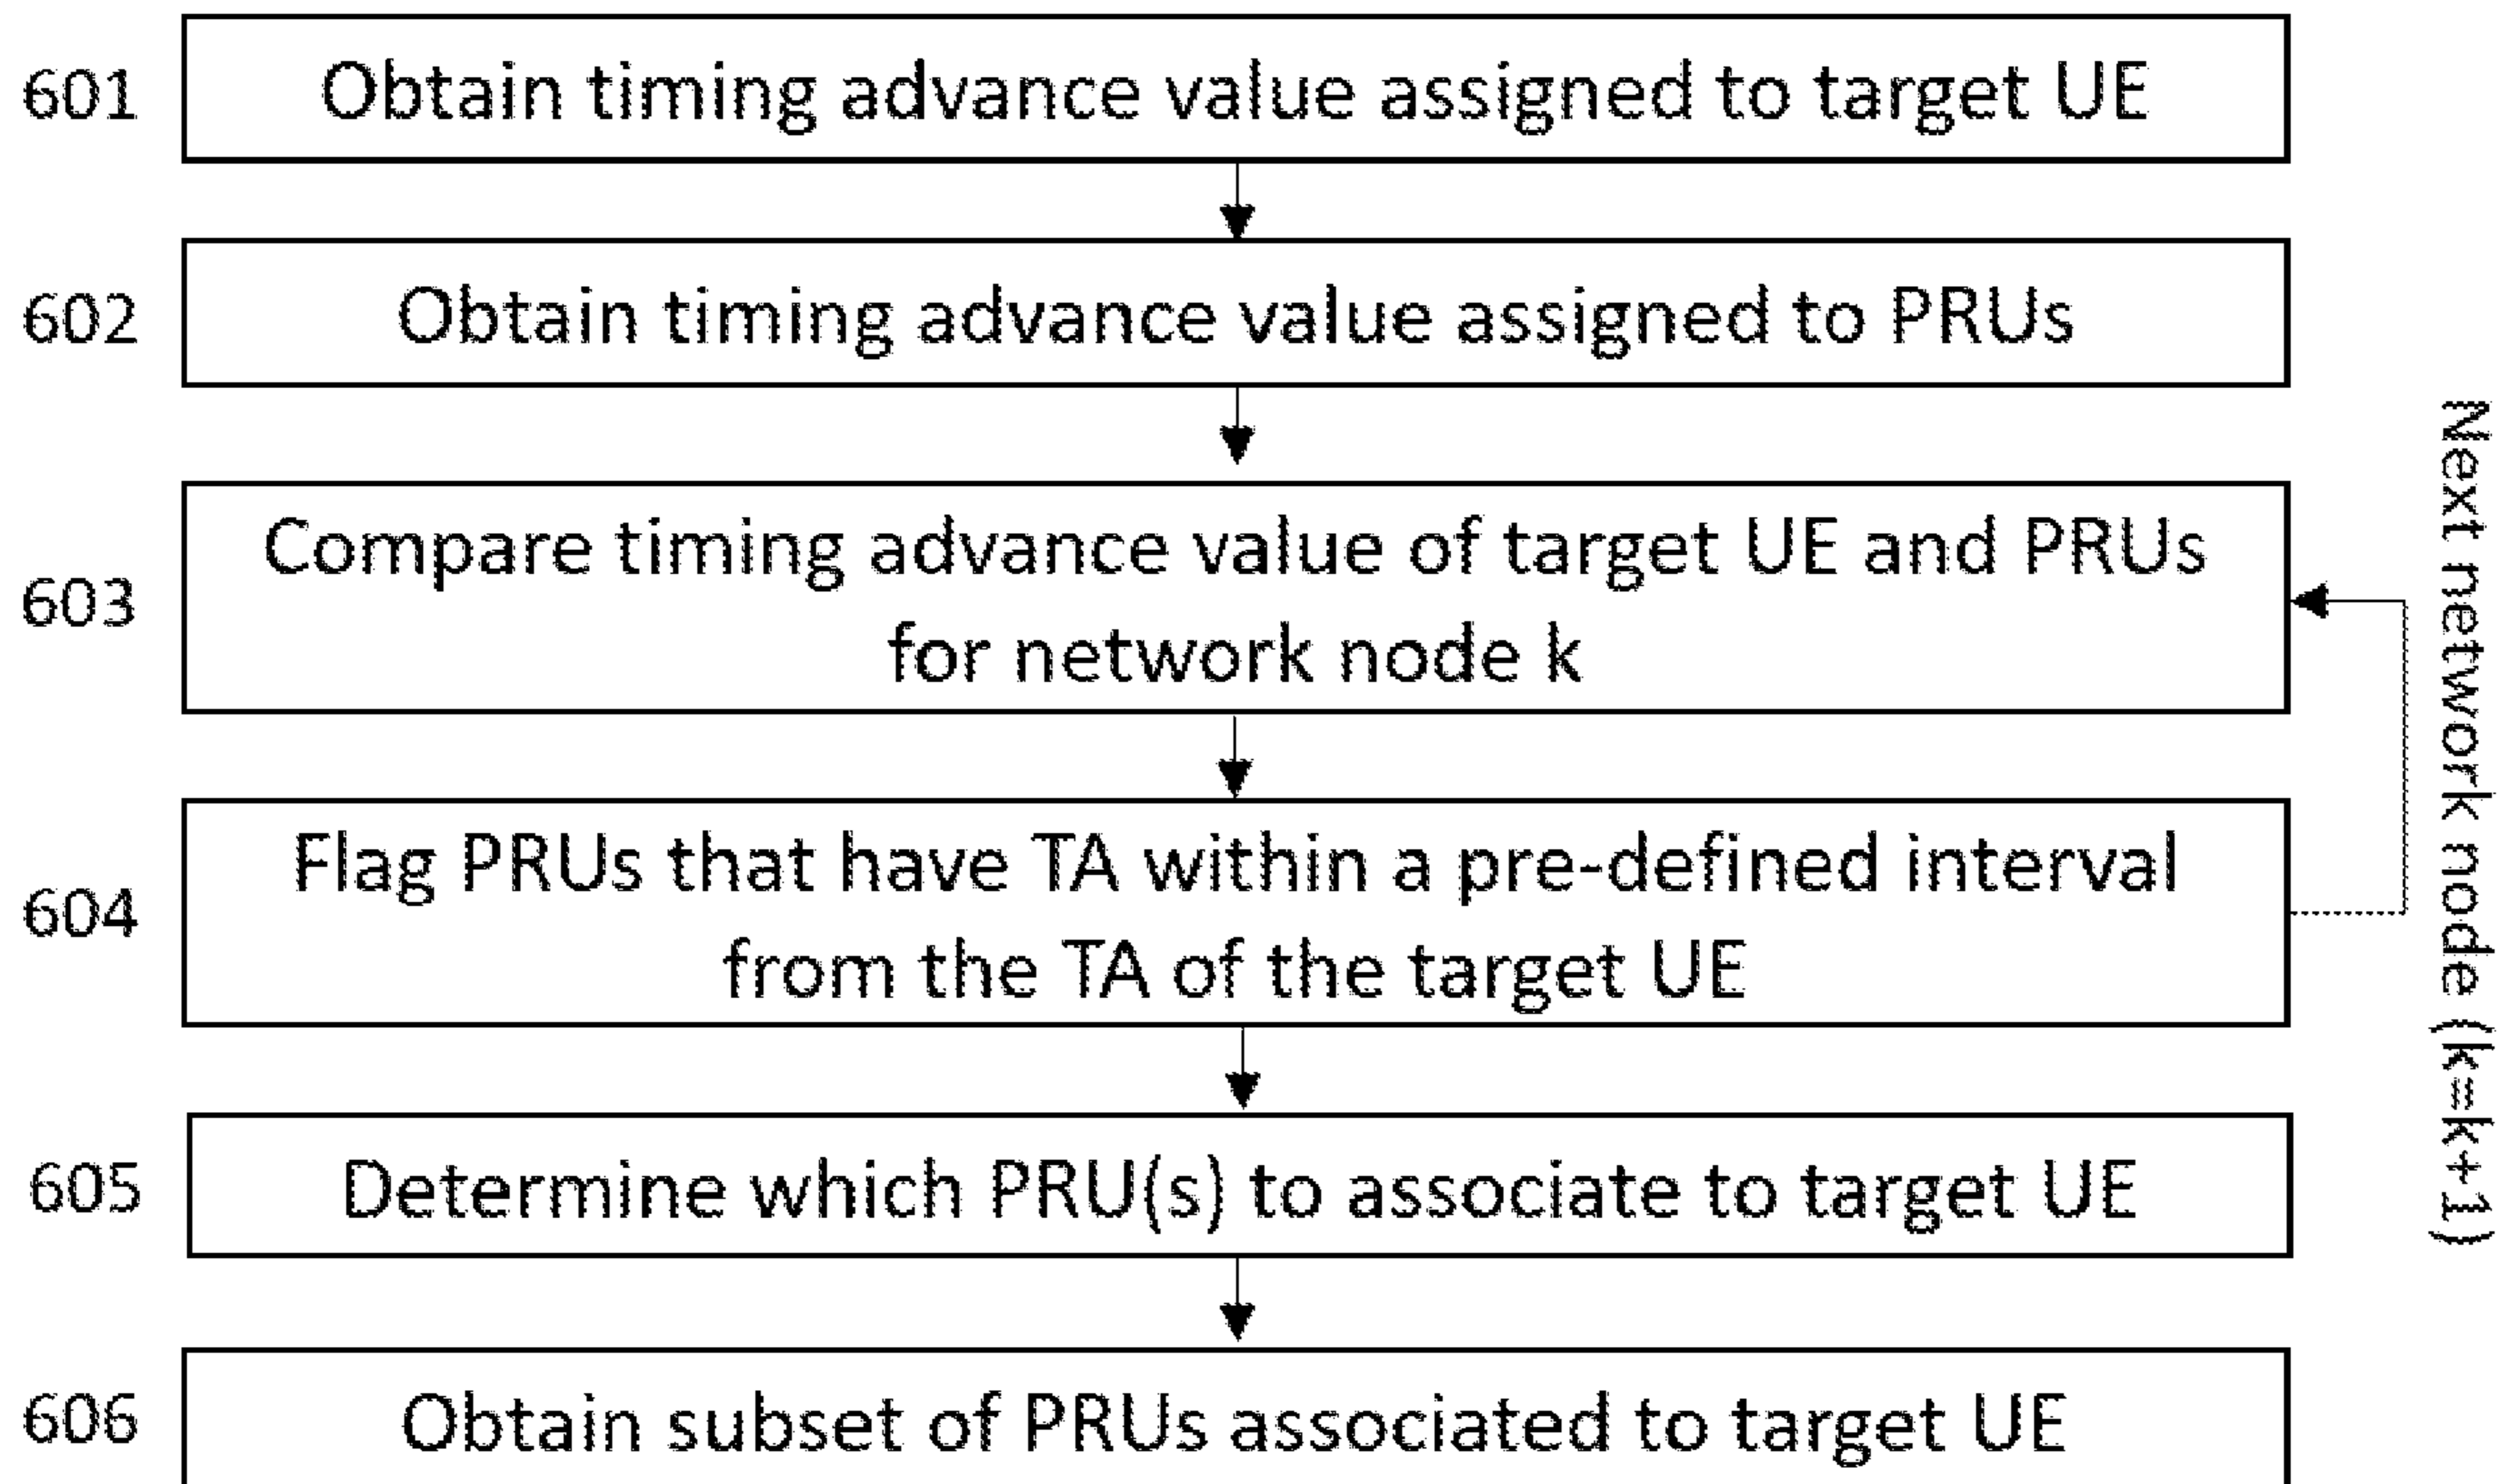 601
Obtain timing advance value assigned to target UE
602
Obtain timing advance value assigned to PRUs
603
Compare timing advance value of target UE and PRUs
for network node k
604
Flag PRUs that have TA within a pre-defined interval
from the TA of the target UE
Next network node (k=k+1)
605
Determine which PRU(s) to associate to target UE
606
Obtain subset of PRUs associated to target UE